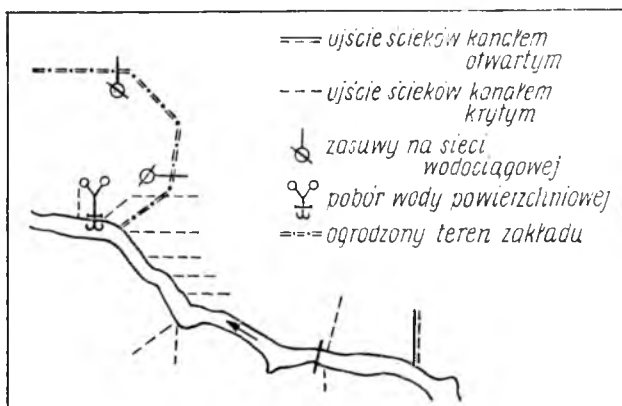 ujście ścieków kanałem
otwartym
ujście ścieków kanałem
krytym
zasuwy na sieci
wodociągowej
pobór wody powierzchniowej
ogrodzony teren zakładu